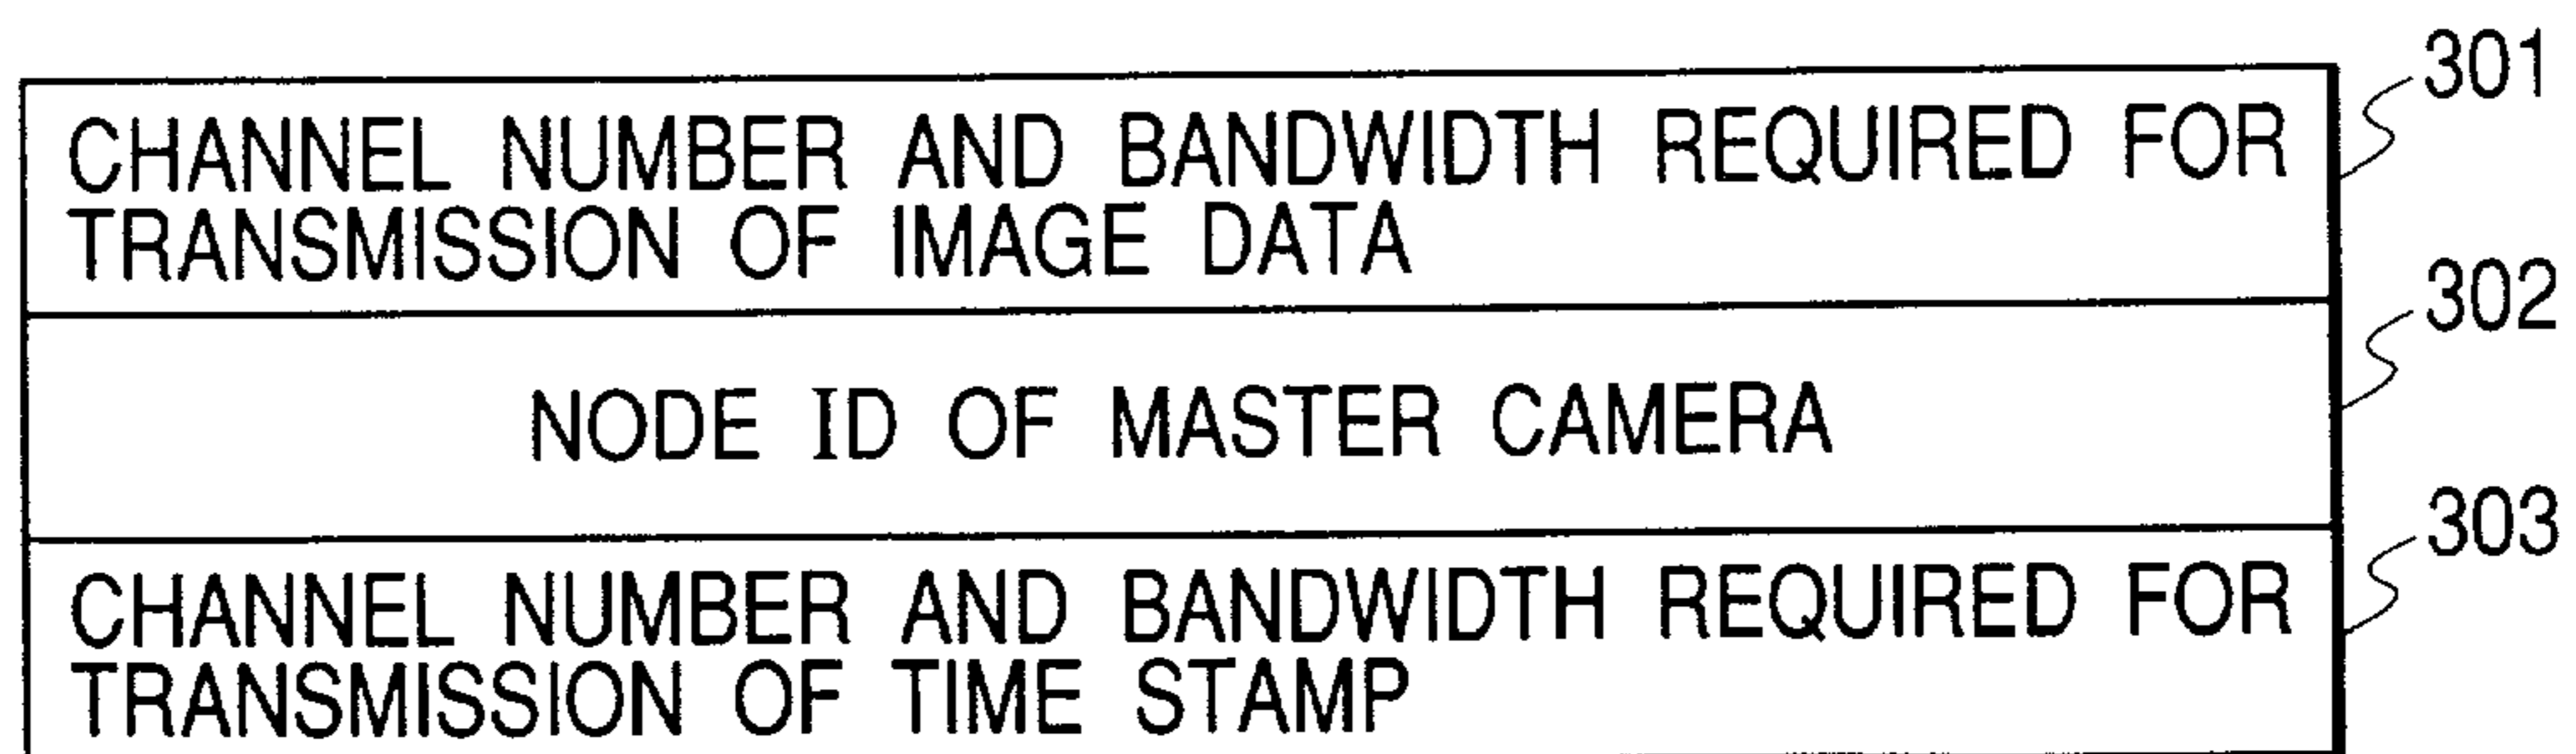 301
CHANNEL NUMBER AND BANDWIDTH REQUIRED FOR
TRANSMISSION OF IMAGE DATA
302
NODE ID OF MASTER CAMERA
303
CHANNEL NUMBER AND BANDWIDTH REQUIRED FOR
TRANSMISSION OF TIME STAMP